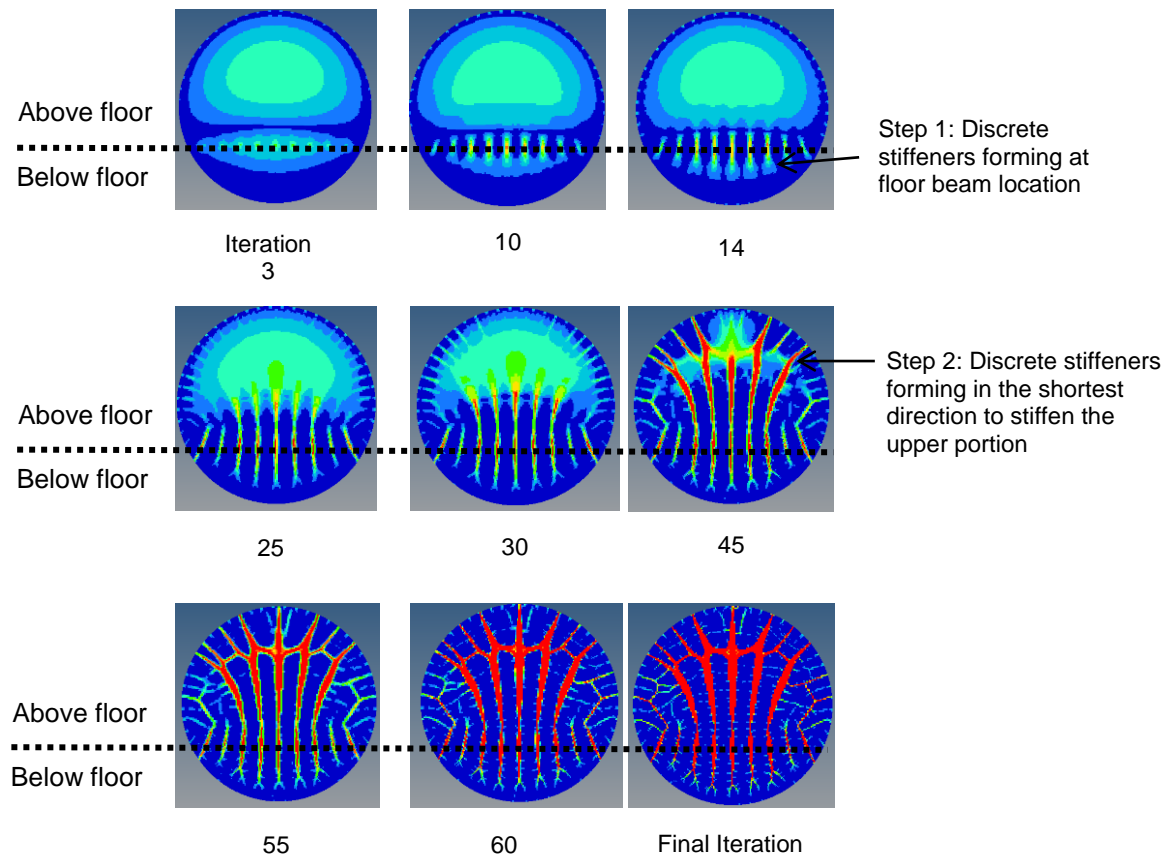 Above floor
Below floor
Step 1: Discrete
stiffeners forming at
floor beam location
Iteration
3
10
14
Above floor
Below floor
Step 2: Discrete stiffeners
forming in the shortest
direction to stiffen the
upper portion
25
30
45
Above floor
Below floor
55
60
Final Iteration